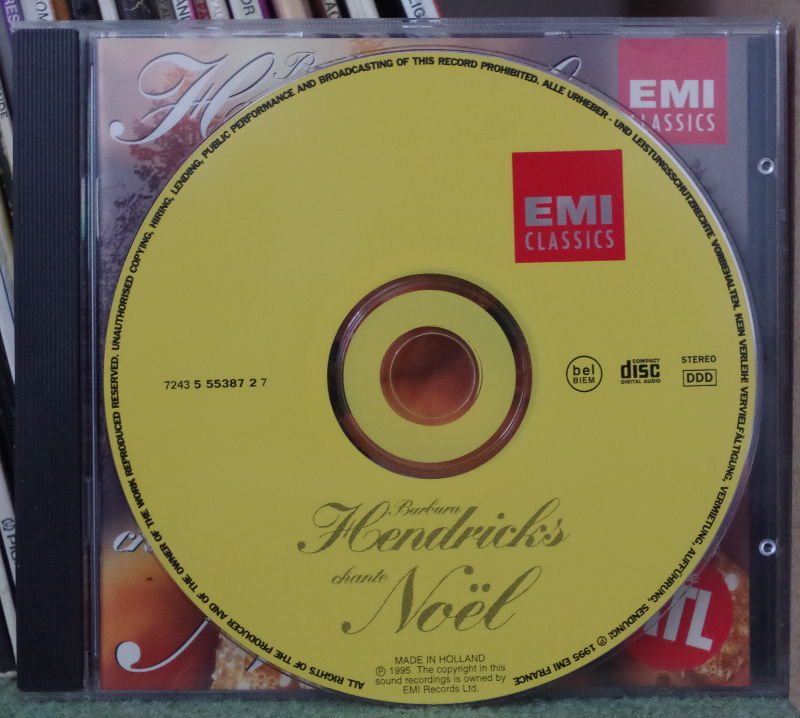 EMI
CLASSICS
ALL RIGHTS OF THE PRODUCER AND OF THE OWNER OF THE WORK REPRODUCED RESERVED. UNAUTHORISED COPYING, HIRING, LENDING, PUBLIC PERFORMANCE AND BROADCASTING OF THIS RECORD PROHIBITED. ALLE URHEBER - UND LEISTUNGSSCHUTZRECHTE VORBEHALTEN. KEIN VERLEIH! VERVIELFÄLTIGUNG, VERMIETUNG, AUFFÜHRUNG, SENDUNG! ℗ 1995 EMI FRANCE
EMI
CLASSICS
7243 5 55387 2 7
bel
BIEM
COMPACT
disc
DIGITAL AUDIO
STEREO
DDD
Barbara
Hendricks
chante
Noël
MADE IN HOLLAND
℗ 1995 The copyright in this
sound recordings is owned by
EMI Records Ltd.